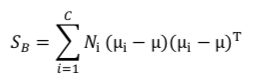 S_B = \sum_{i=1}^{C} N_i (μ_i − μ)(μ_i − μ)^T